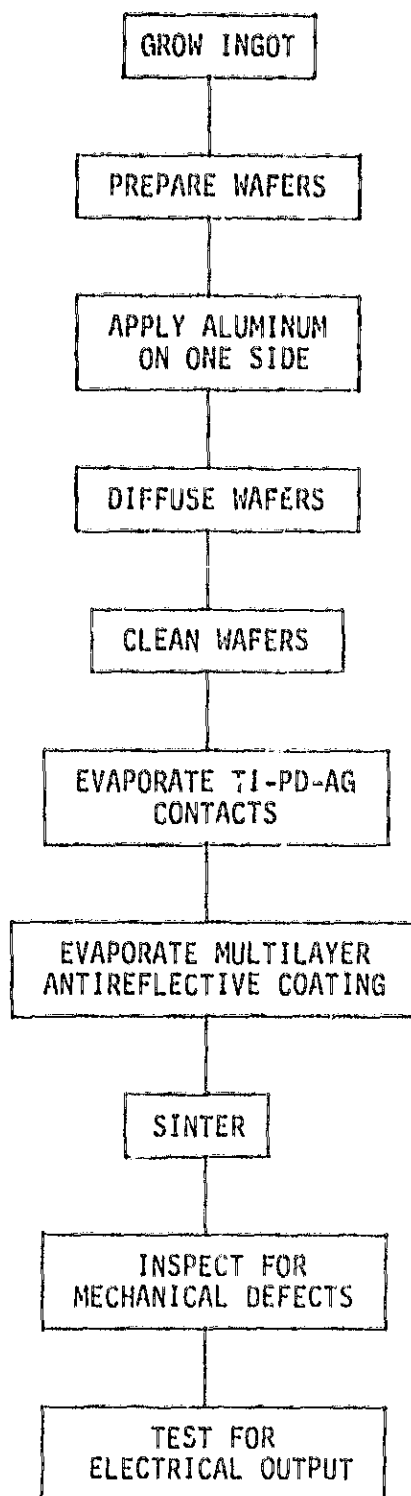 GROW INGOT
PREPARE WAFERS
APPLY ALUMINUM
ON ONE SIDE
DIFFUSE WAFERS
CLEAN WAFERS
EVAPORATE TI-PD-AG
CONTACTS
EVAPORATE MULTILAYER
ANTIREFLECTIVE COATING
SINTER
INSPECT FOR
MECHANICAL DEFECTS
TEST FOR
ELECTRICAL OUTPUT